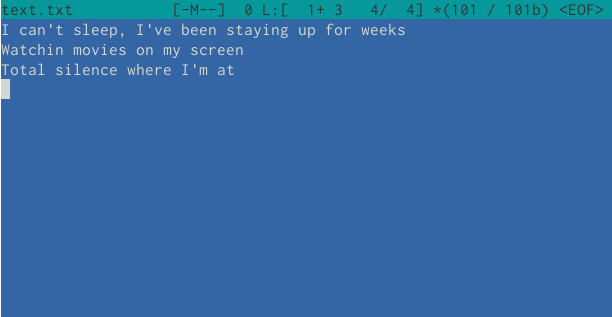 text.txt [-M--] 0 L:[ 1+ 3 4/ 4] *(101 / 101b) <EOF>
I can't sleep, I've been staying up for weeks
Watchin movies on my screen
Total silence where I'm at